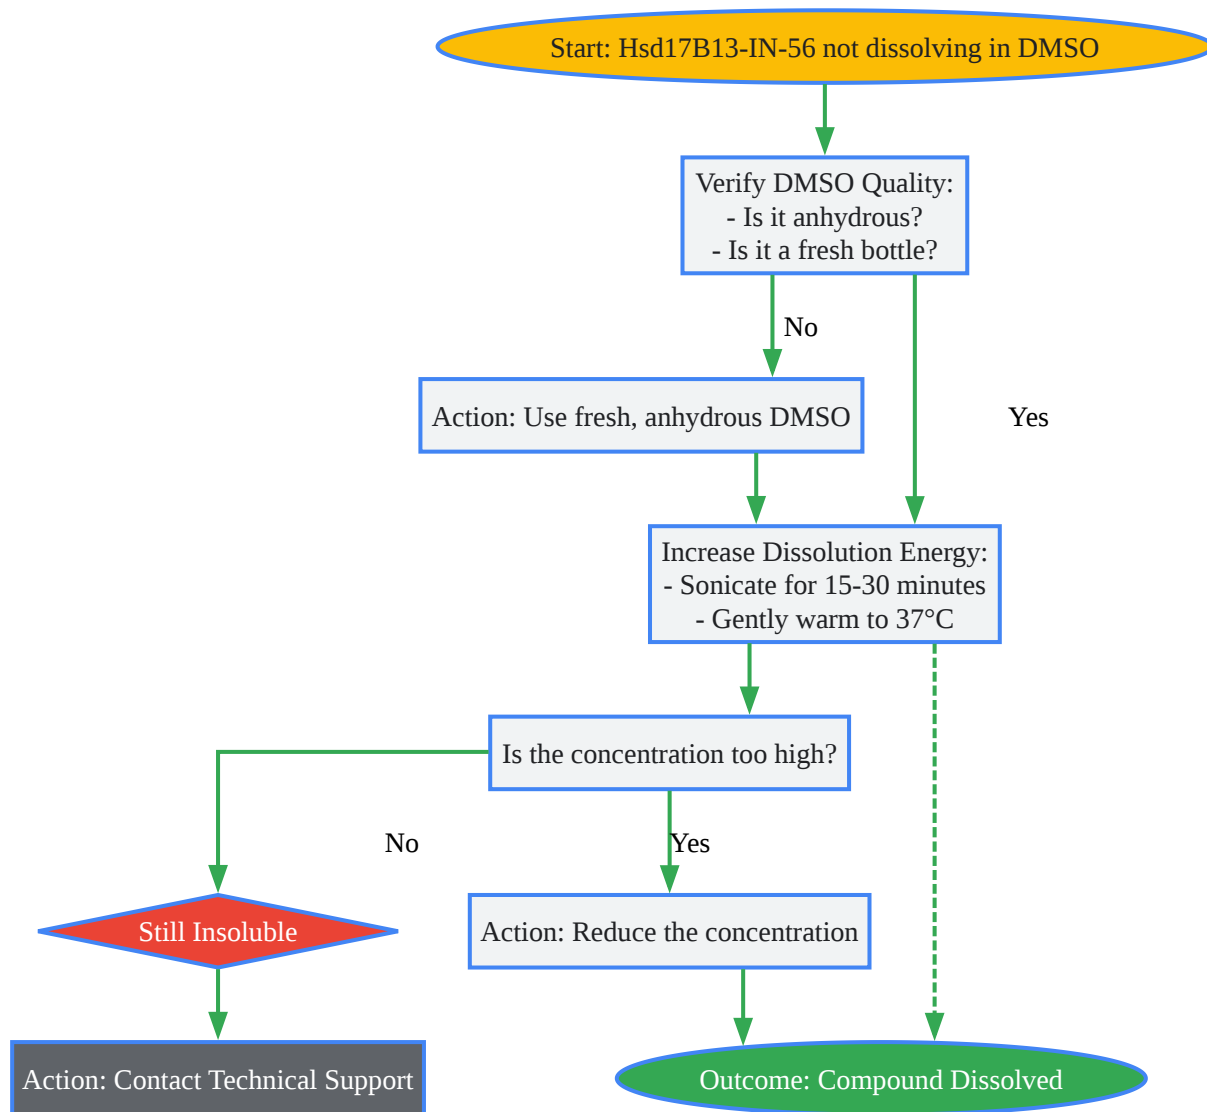 Start: Hsd17B13-IN-56 not dissolving in DMSO
Verify DMSO Quality:
- Is it anhydrous?
- Is it a fresh bottle?
No
Action: Use fresh, anhydrous DMSO
Yes
Increase Dissolution Energy:
- Sonicate for 15-30 minutes
- Gently warm to 37°C
Is the concentration too high?
No
Yes
Still Insoluble
Action: Reduce the concentration
Action: Contact Technical Support
Outcome: Compound Dissolved